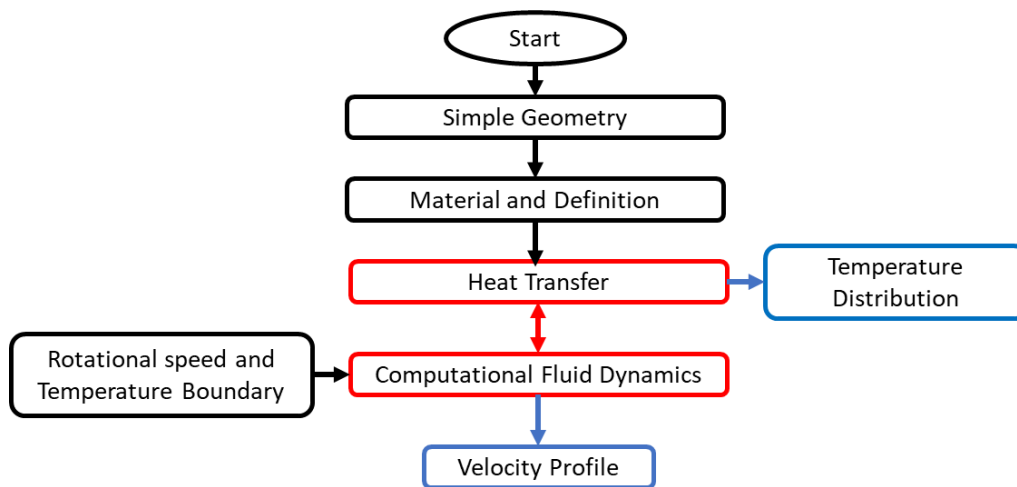 Start
Simple Geometry
Material and Definition
Heat Transfer
Temperature
Distribution
Rotational speed and
Temperature Boundary
Computational Fluid Dynamics
Velocity Profile